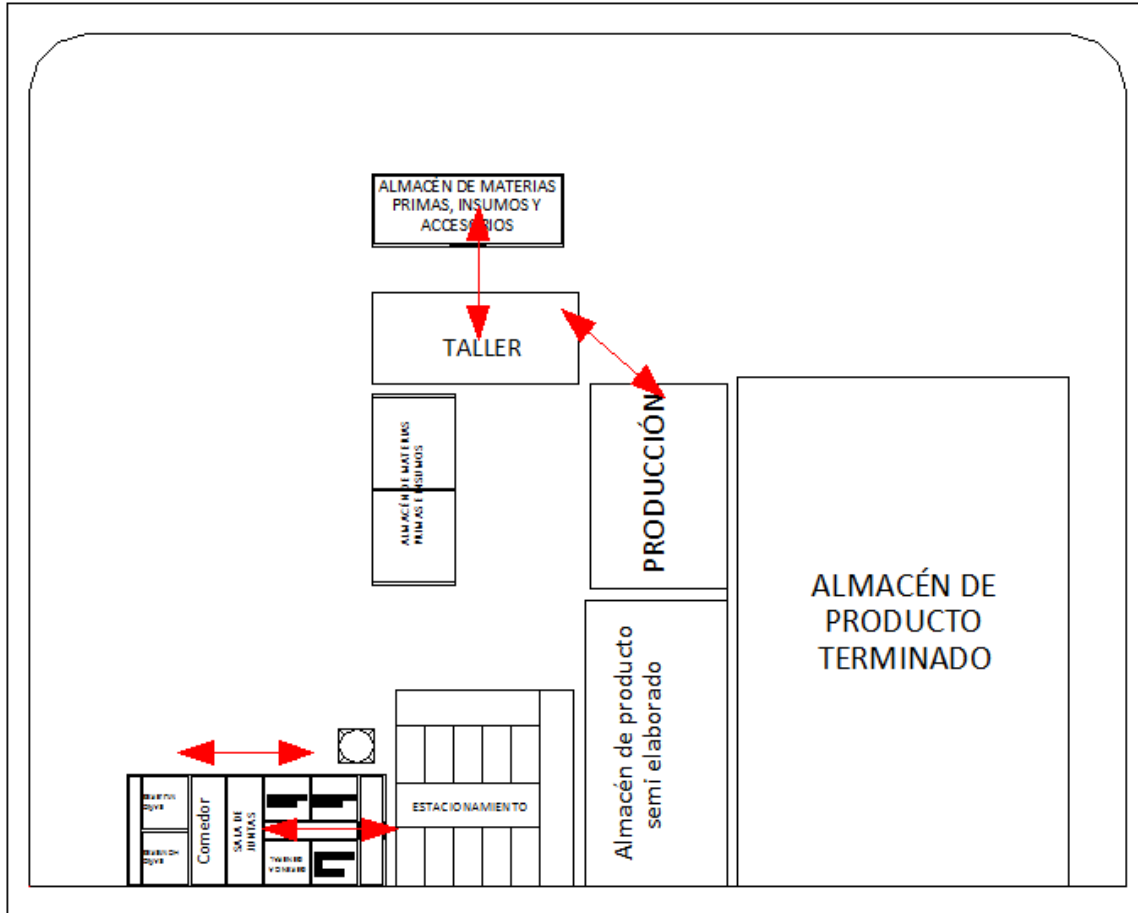 ALMACÉN DE MATERIAS
PRIMAS, INSUMOS Y
ACCESORIOS
TALLER
ALMACÉN DE MATERIAS
PRIMAS E INSUMOS
PRODUCCIÓN
ALMACÉN DE
PRODUCTO
TERMINADO
Almacén de producto
semi elaborado
ESTACIONAMIENTO
Comedor
SALA DE
JUNTAS